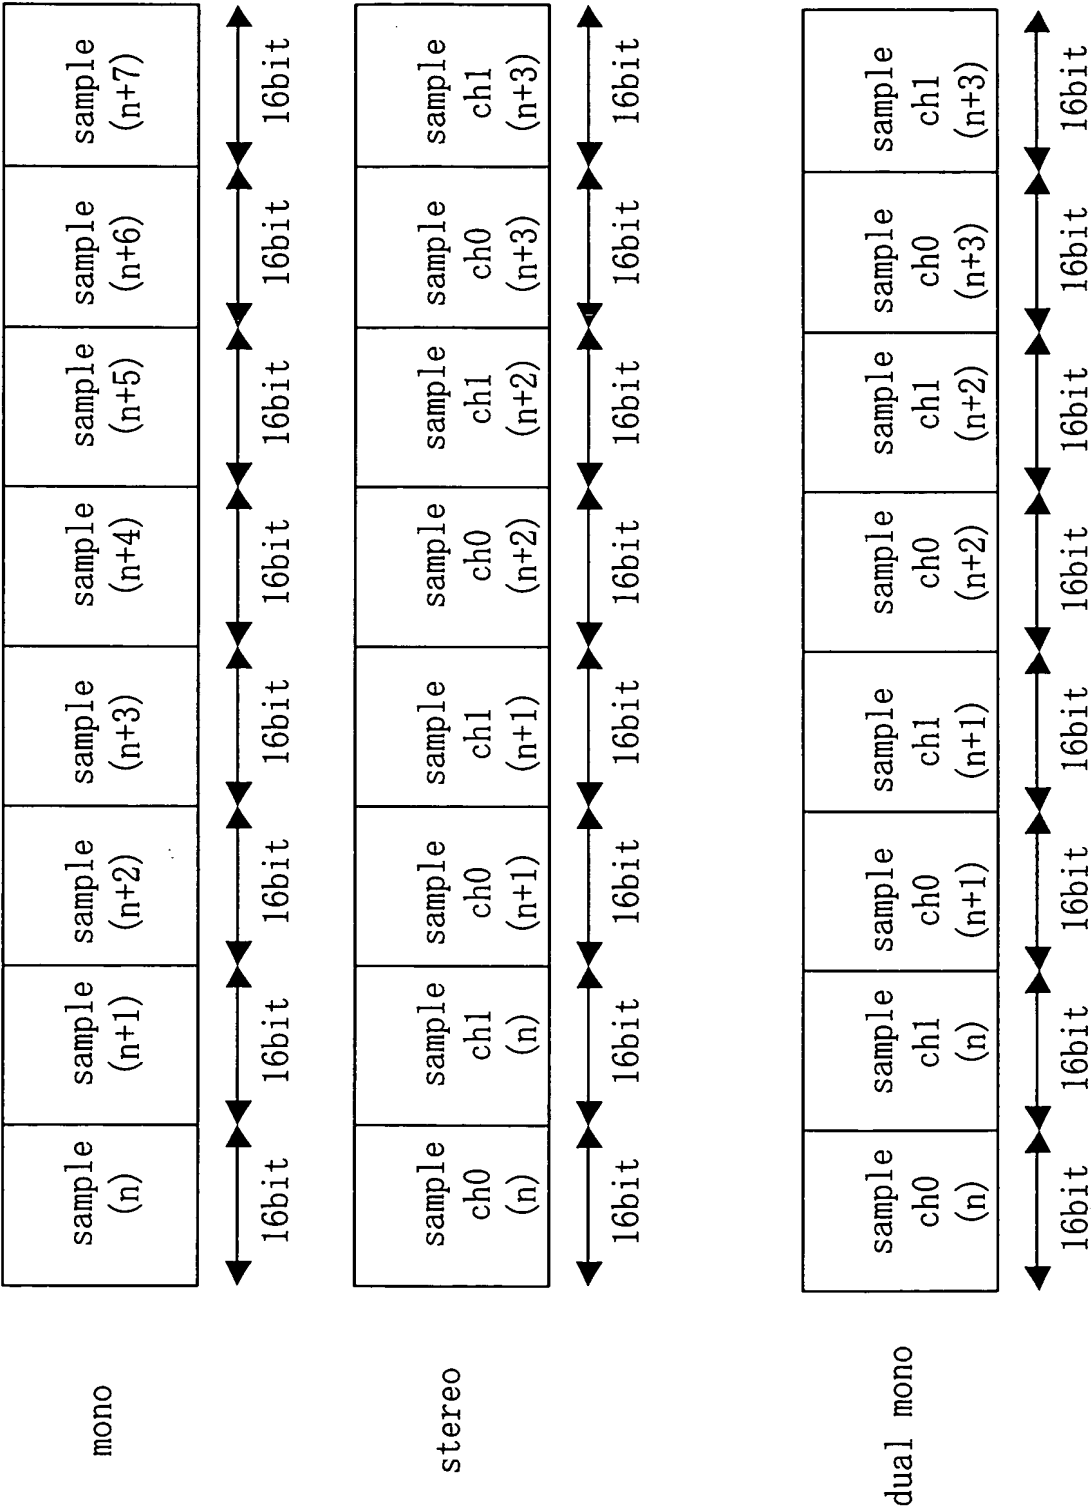 mono
sample
(n)
sample
(n+1)
sample
(n+2)
sample
(n+3)
sample
(n+4)
sample
(n+5)
sample
(n+6)
sample
(n+7)
16bit
16bit
16bit
16bit
16bit
16bit
16bit
16bit
stereo
sample
ch0
(n)
sample
ch1
(n)
sample
ch0
(n+1)
sample
ch1
(n+1)
sample
ch0
(n+2)
sample
ch1
(n+2)
sample
ch0
(n+3)
sample
ch1
(n+3)
16bit
16bit
16bit
16bit
16bit
16bit
16bit
16bit
dual mono
sample
ch0
(n)
sample
ch1
(n)
sample
ch0
(n+1)
sample
ch1
(n+1)
sample
ch0
(n+2)
sample
ch1
(n+2)
sample
ch0
(n+3)
sample
ch1
(n+3)
16bit
16bit
16bit
16bit
16bit
16bit
16bit
16bit